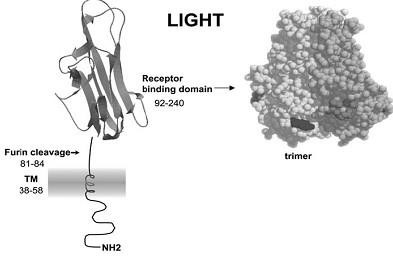 LIGHT
Receptor
binding domain
92-240
trimer
Furin cleavage
81-84
TM
38-58
NH2